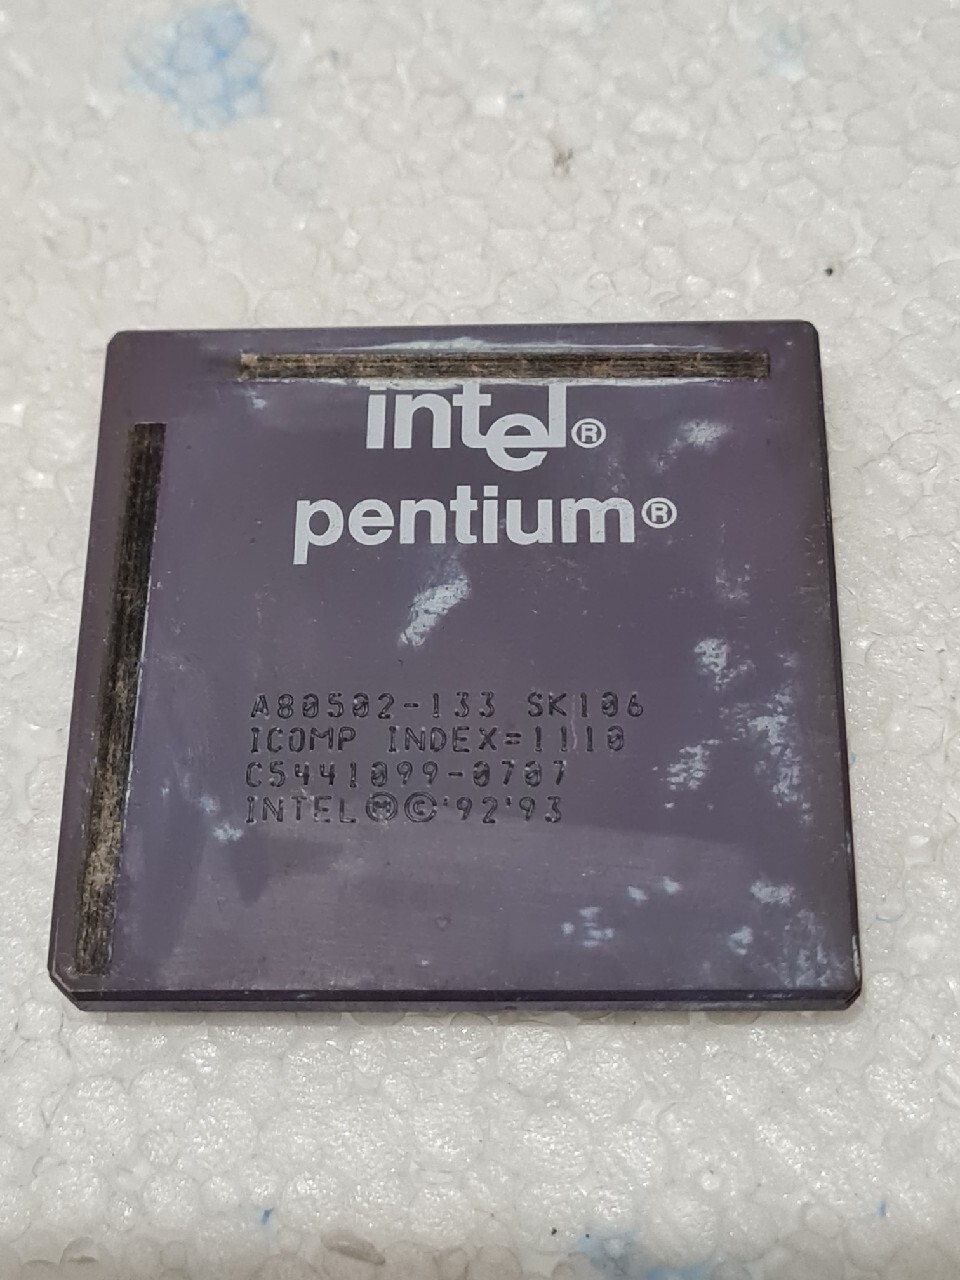 intel®
pentium®
A80502-133 SK106
ICOMP INDEX=1110
C5441099-0707
INTEL Ⓜ©'92'93